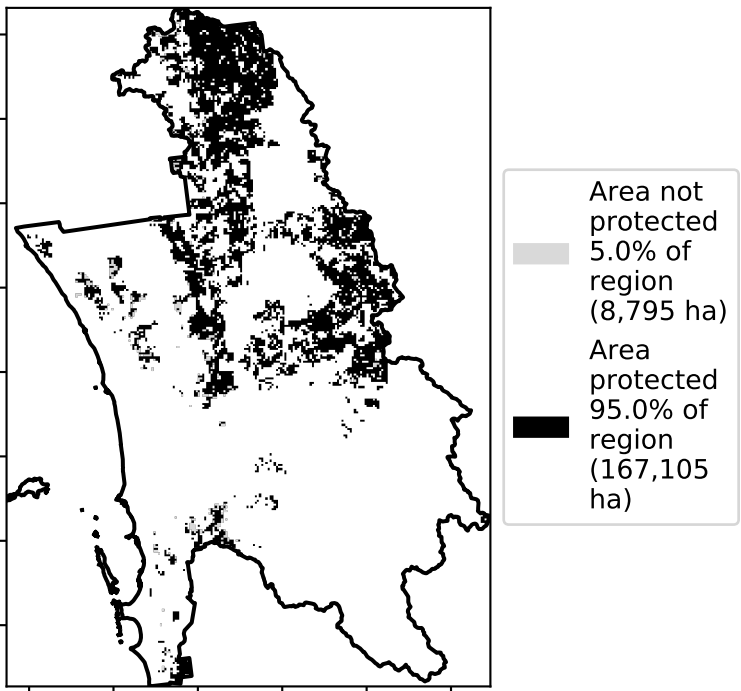 Area not
protected
5.0% of
region
(8,795 ha)
Area
protected
95.0% of
region
(167,105
ha)